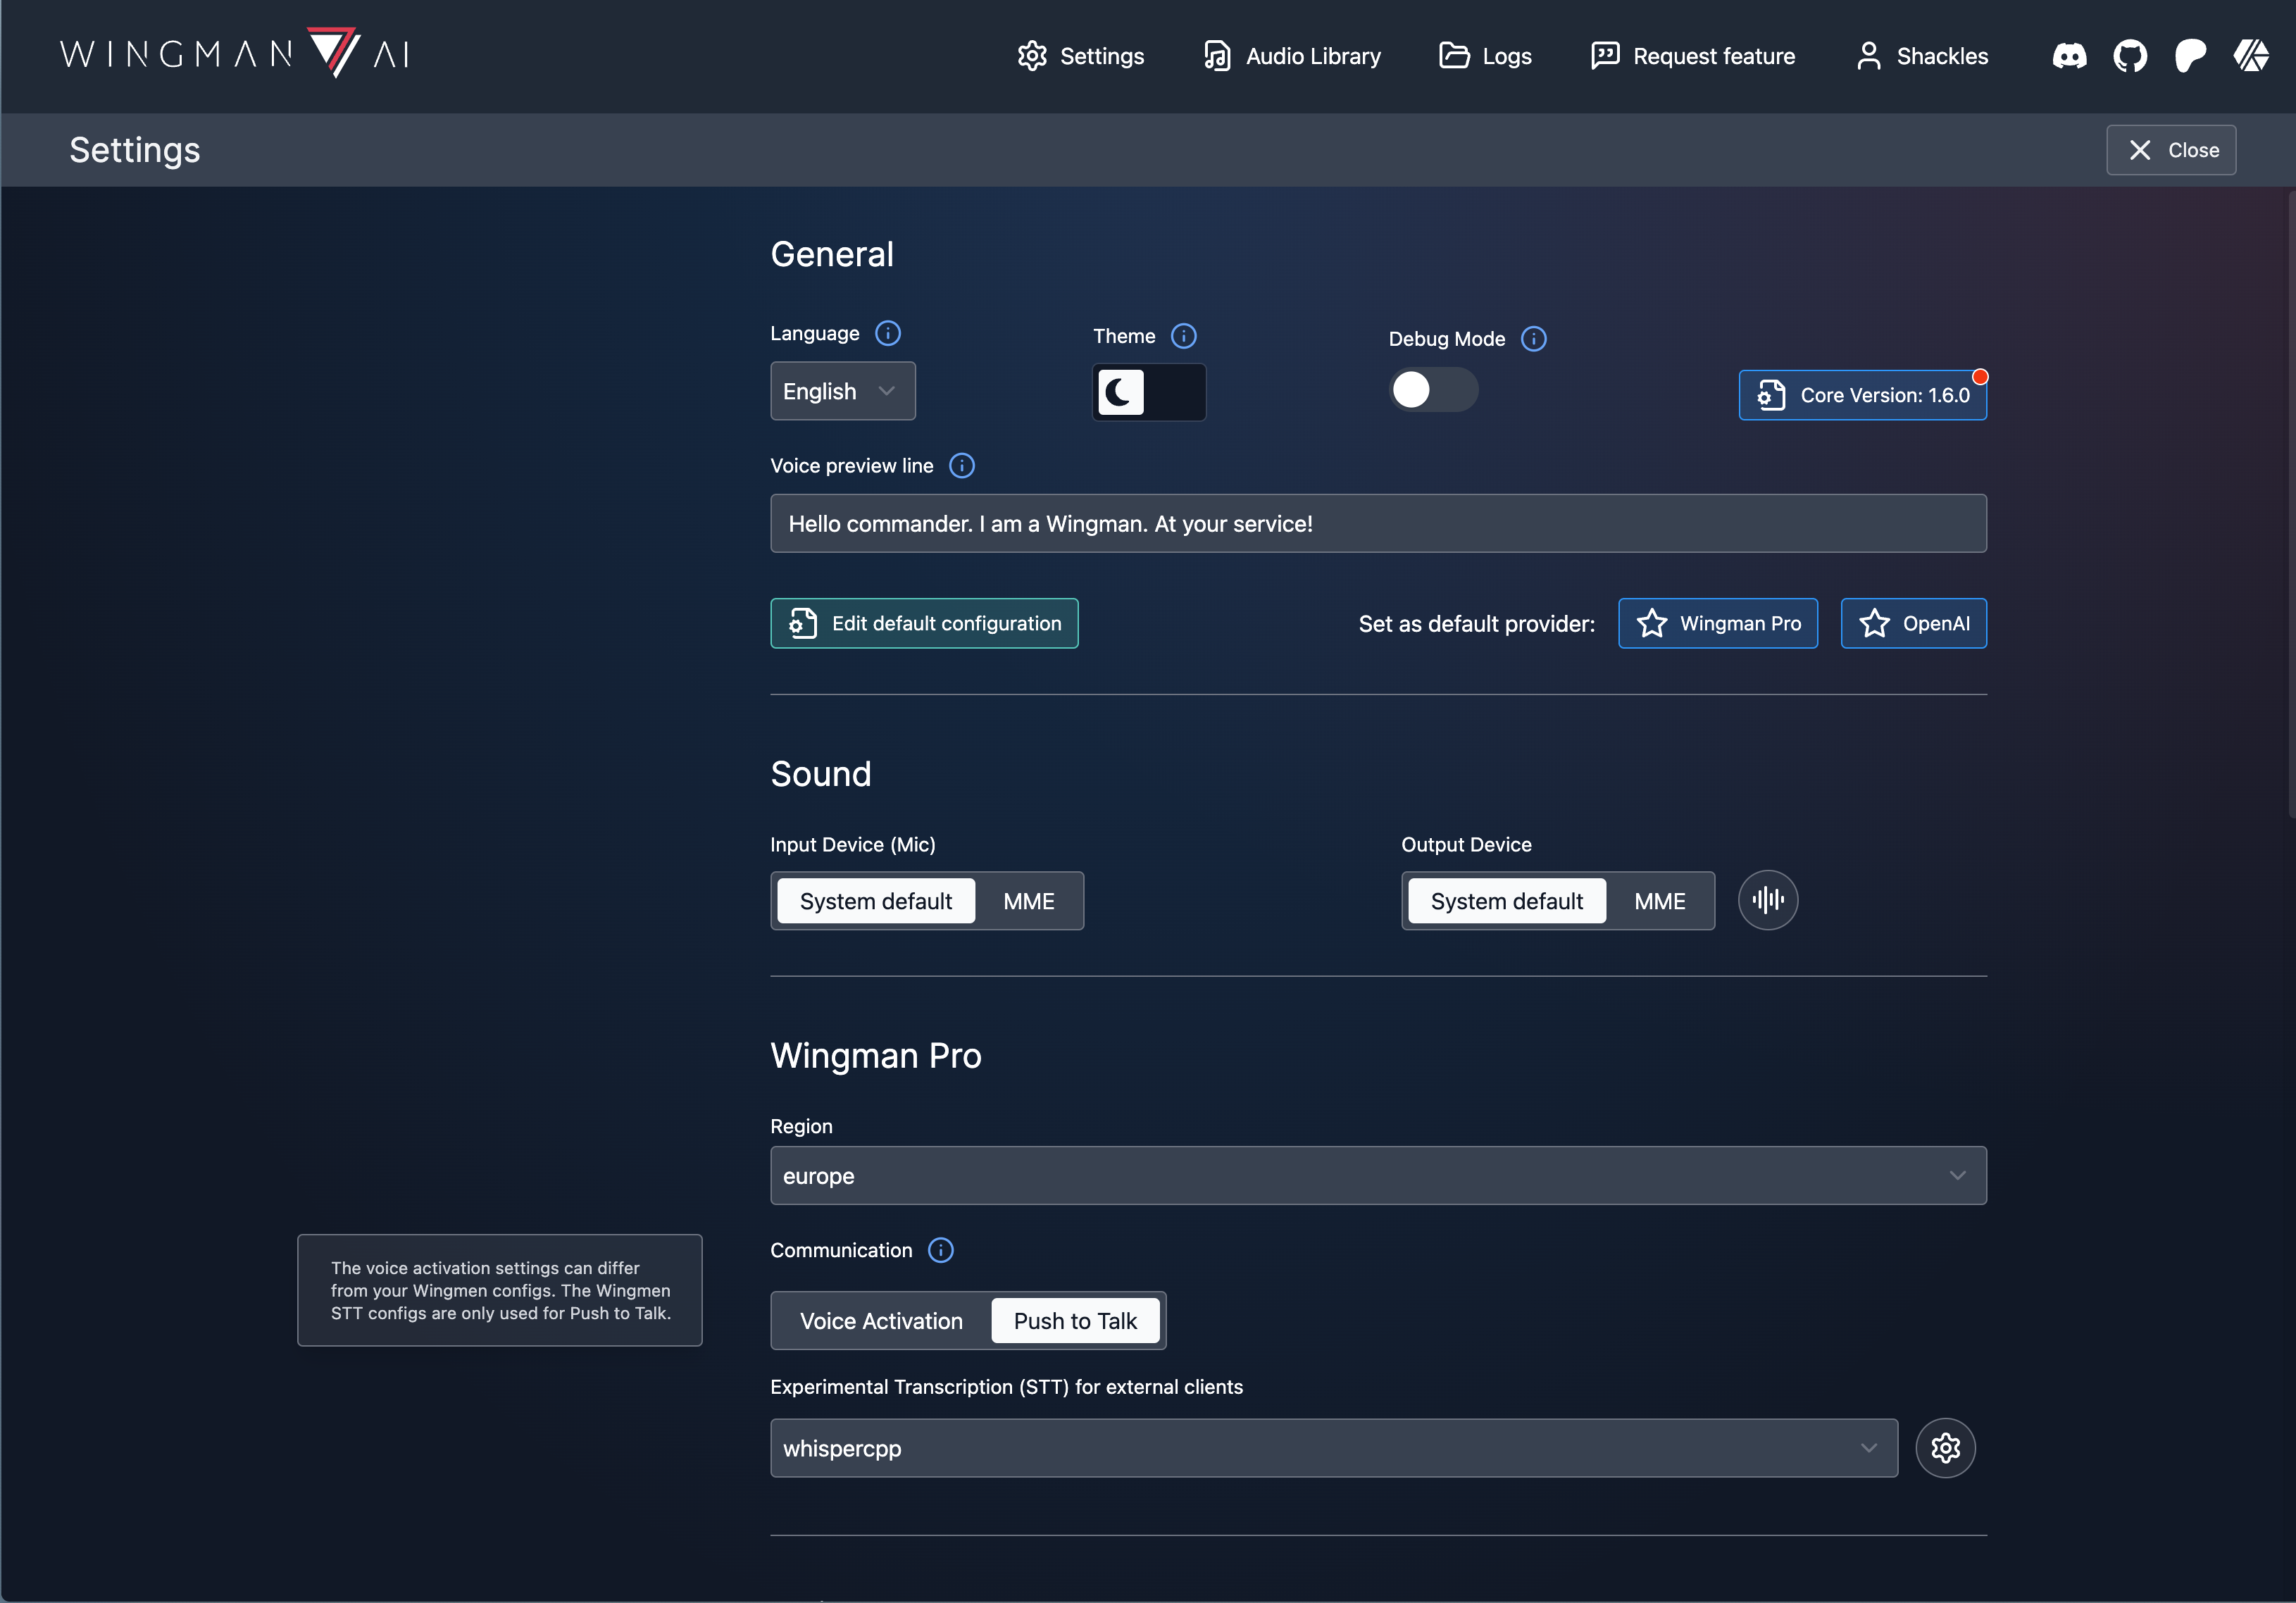 WINGMAN AI
Settings
Audio Library
Logs
Request feature
Shackles
Settings
Close
General
Language
Theme
Debug Mode
English
Core Version: 1.6.0
Voice preview line
Hello commander. I am a Wingman. At your service!
Edit default configuration
Set as default provider:
Wingman Pro
OpenAI
Sound
Input Device (Mic)
Output Device
System default
MME
System default
MME
Wingman Pro
Region
europe
Communication
The voice activation settings can differ
from your Wingmen configs. The Wingmen
STT configs are only used for Push to Talk.
Voice Activation
Push to Talk
Experimental Transcription (STT) for external clients
whispercpp